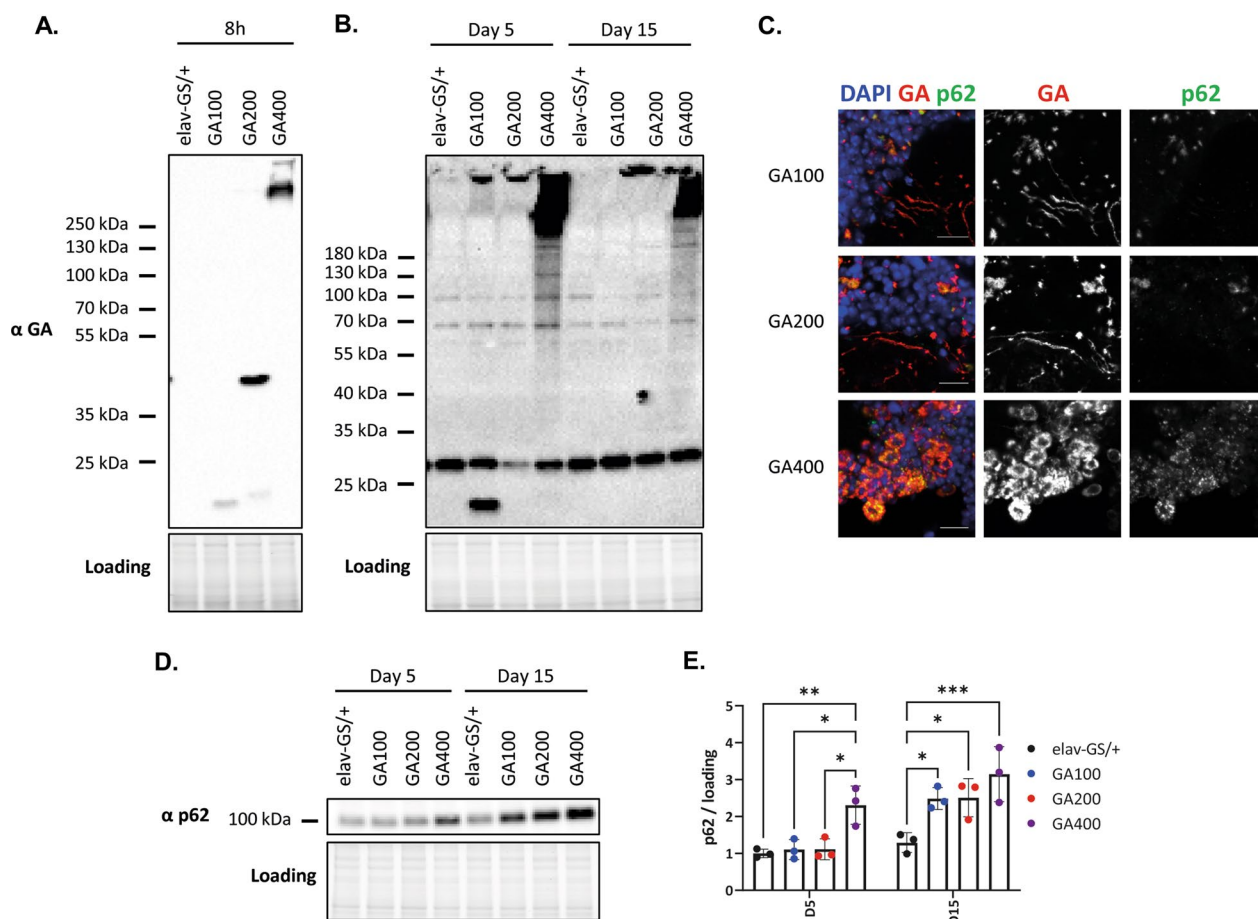 A.
8h
elav-GS/+
GA100
GA200
GA400
250 kDa
130 kDa
100 kDa
70 kDa
55 kDa
35 kDa
25 kDa
α GA
Loading
B.
Day 5 Day 15
elav-GS/+
GA100
GA200
GA400
elav-GS/+
GA100
GA200
GA400
180 kDa
130 kDa
100 kDa
70 kDa
55 kDa
40 kDa
35 kDa
25 kDa
Loading
C.
DAPI GA p62 GA p62
GA100
GA200
GA400
D.
Day 5 Day 15
elav-GS/+
GA100
GA200
GA400
elav-GS/+
GA100
GA200
GA400
α p62 100 kDa
Loading
E.
p62 / loading
5
4
3
2
1
0
**
*
*
***
*
*
D5
D15
elav-GS/+
GA100
GA200
GA400